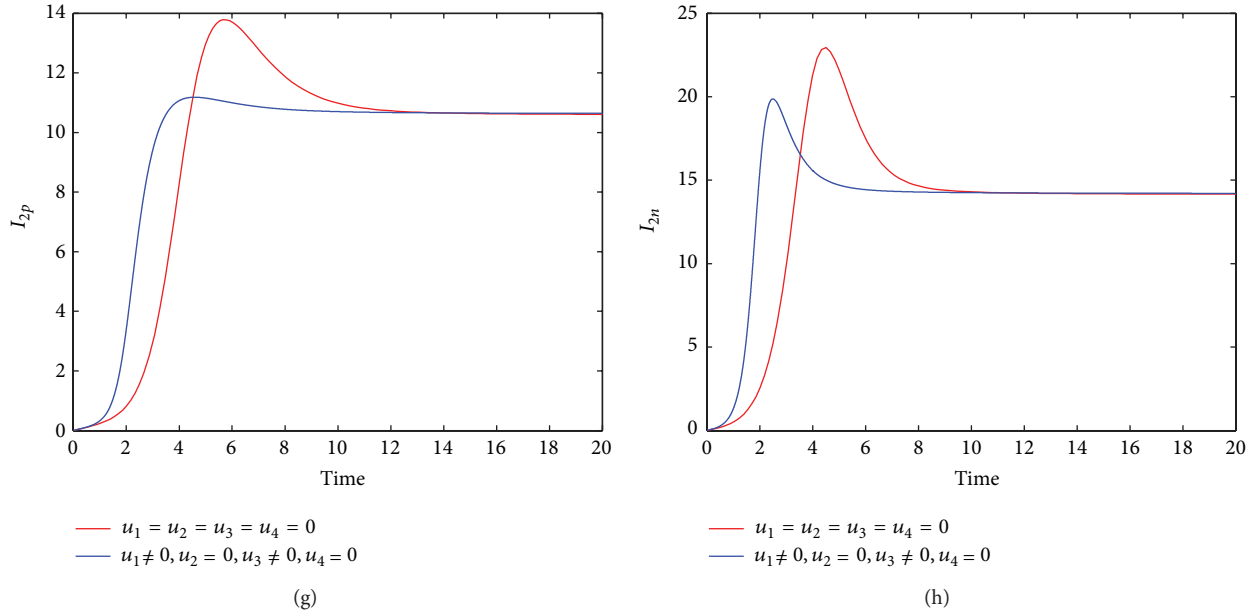 14
12
10
8
6
4
2
0
I2p
0 2 4 6 8 10 12 14 16 18 20
Time
u1 = u2 = u3 = u4 = 0
u1 ≠ 0, u2 = 0, u3 ≠ 0, u4 = 0
(g)
25
20
15
10
5
0
I2n
0 2 4 6 8 10 12 14 16 18 20
Time
u1 = u2 = u3 = u4 = 0
u1 ≠ 0, u2 = 0, u3 ≠ 0, u4 = 0
(h)